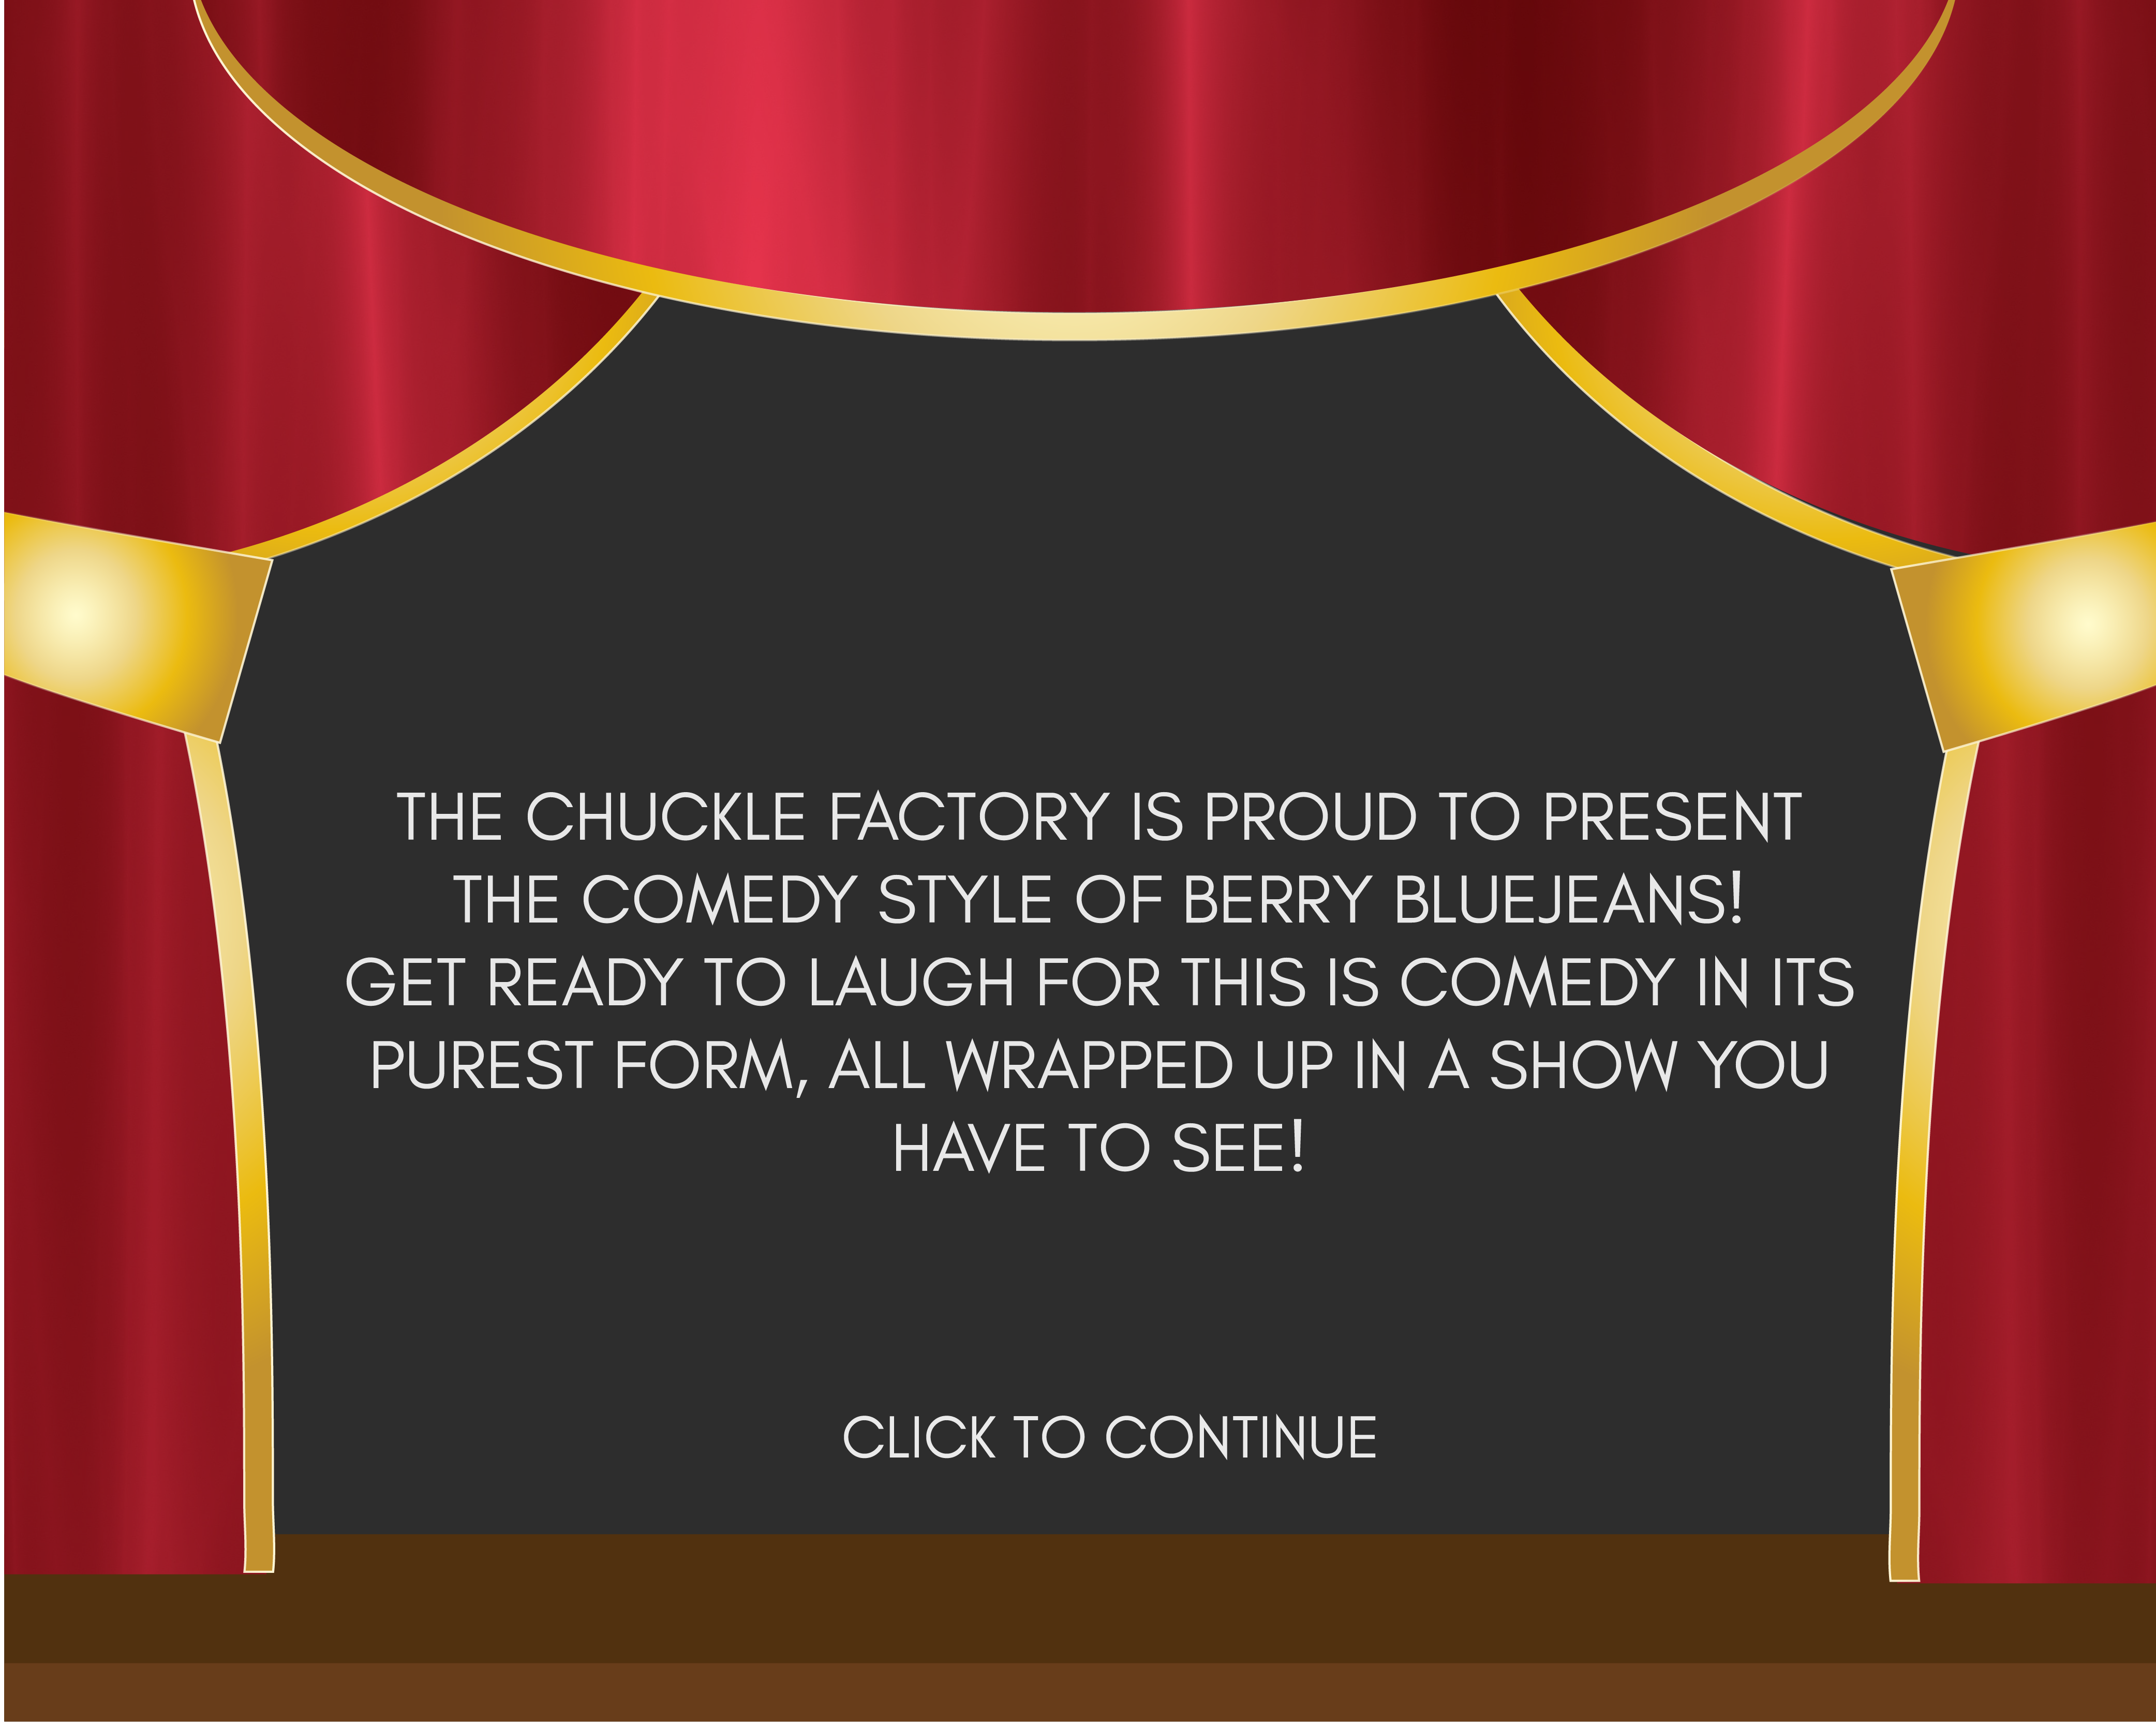 THE CHUCKLE FACTORY IS PROUD TO PRESENT
THE COMEDY STYLE OF BERRY BLUEJEANS!
GET READY TO LAUGH FOR THIS IS COMEDY IN ITS
PUREST FORM, ALL WRAPPED UP IN A SHOW YOU
HAVE TO SEE!
CLICK TO CONTINUE